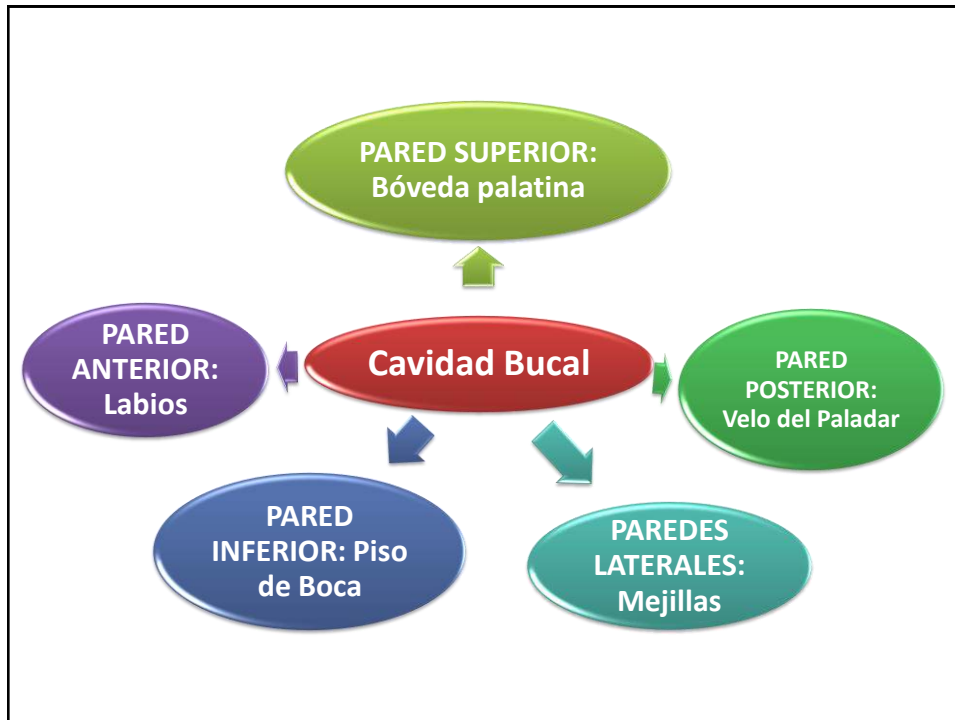 PARED SUPERIOR:
Bóveda palatina
PARED
ANTERIOR:
Labios
Cavidad Bucal
PARED
POSTERIOR:
Velo del Paladar
PARED
INFERIOR: Piso
de Boca
PAREDES
LATERALES:
Mejillas